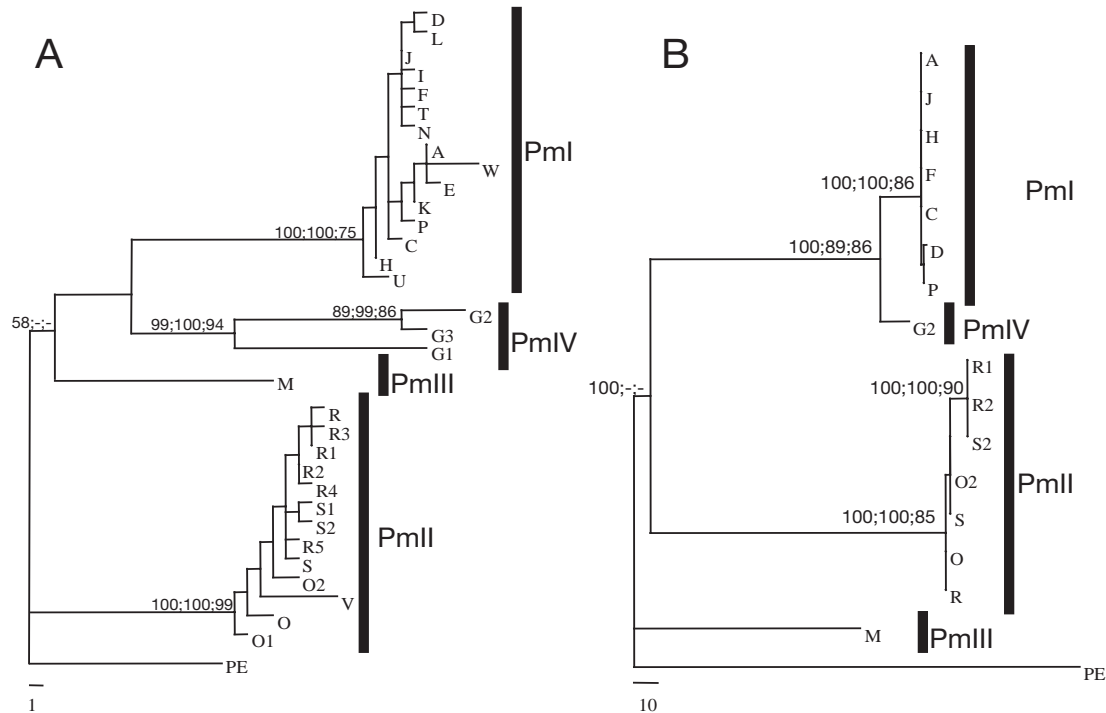 A
D
L
J
I
F
T
N
A
W
E
K
P
C
H
U
PmI
100;100;75
58;-;-
99;100;94
89;99;86
G2
G3
G1
PmIV
M
PmIII
R
R3
R1
R2
R4
S1
S2
R5
S
O2
V
O
O1
PmII
100;100;99
PE
1
B
A
J
H
F
C
D
P
PmI
100;100;86
100;89;86
G2
PmIV
100;-;-
R1
R2
S2
O2
S
O
R
PmII
100;100;90
100;100;85
M
PmIII
PE
10